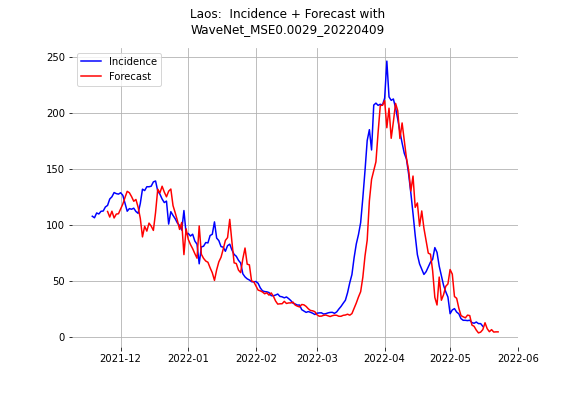 Laos:  Incidence + Forecast with
WaveNet_MSE0.0029_20220409
250
200
150
100
50
0
Incidence
Forecast
2021-12 2022-01 2022-02 2022-03 2022-04 2022-05 2022-06